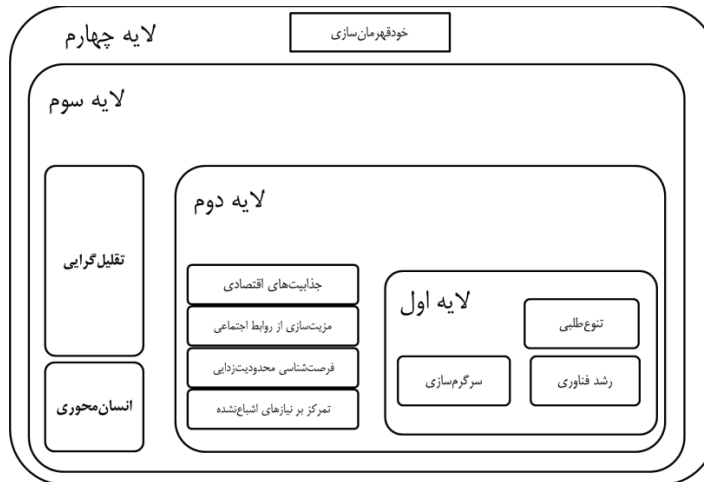 لایه چهارم
خودقهرمان‌سازی
لایه سوم
تقلیل‌گرایی
انسان‌محوری
لایه دوم
جذابیت‌های اقتصادی
مزیت‌سازی از روابط اجتماعی
فرصت‌شناسی محدودیت‌زدایی
تمرکز بر نیازهای اشباع‌نشده
لایه اول
تنوع‌طلبی
رشد فناوری
سرگرم‌سازی